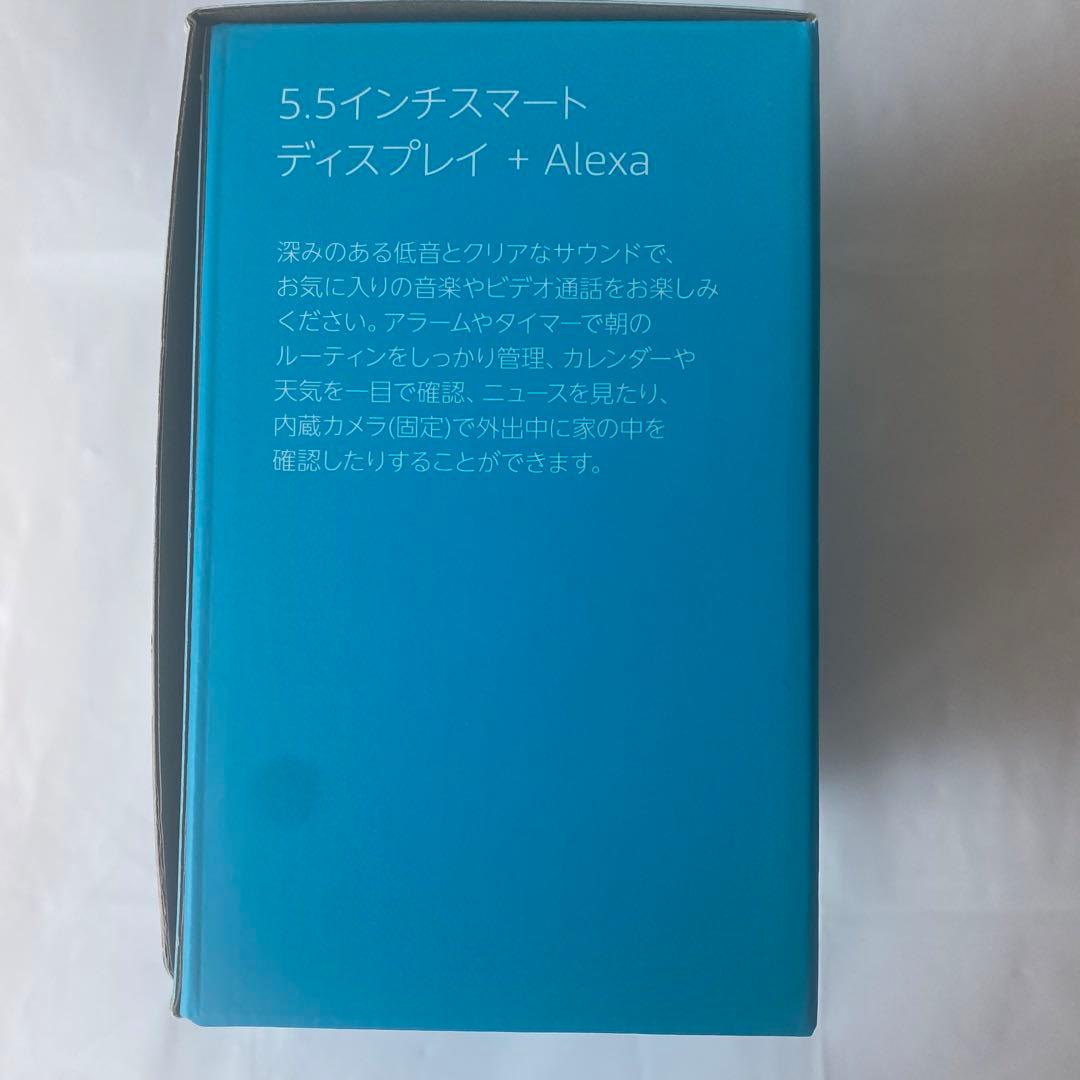 5.5インチスマート
ディスプレイ + Alexa
深みのある低音とクリアなサウンドで、
お気に入りの音楽やビデオ通話をお楽しみ
ください。アラームやタイマーで朝の
ルーティンをしっかり管理、カレンダーや
天気を一目で確認、ニュースを見たり、
内蔵カメラ(固定)で外出中に家の中を
確認したりすることができます。